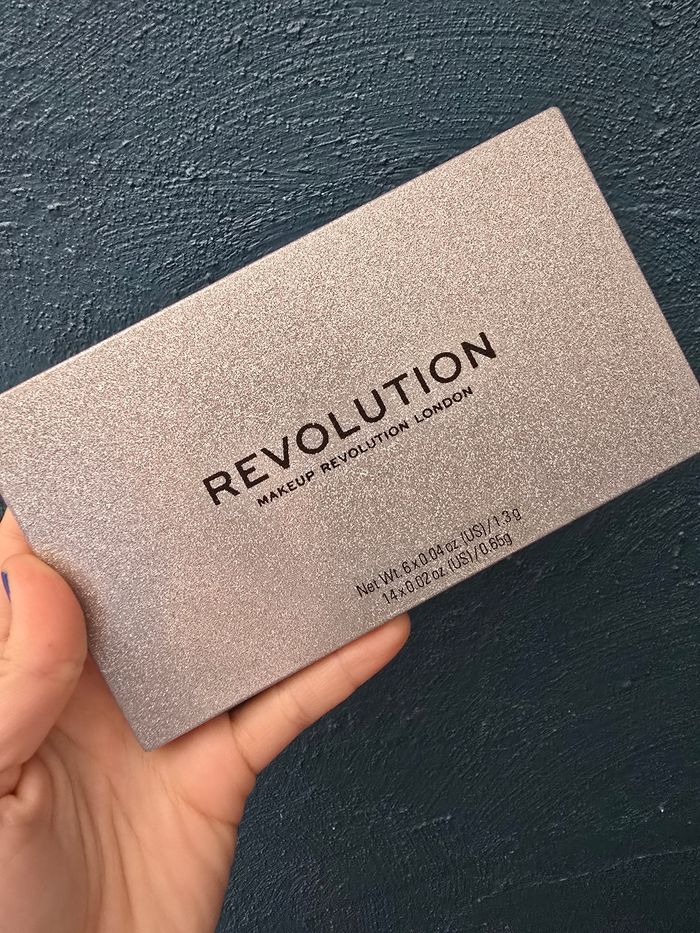 REVOLUTION
MAKEUP REVOLUTION LONDON
Net Wt. 6 x 0.04 oz (US) / 1.3 g
14 x 0.02 oz (US) / 0.65g